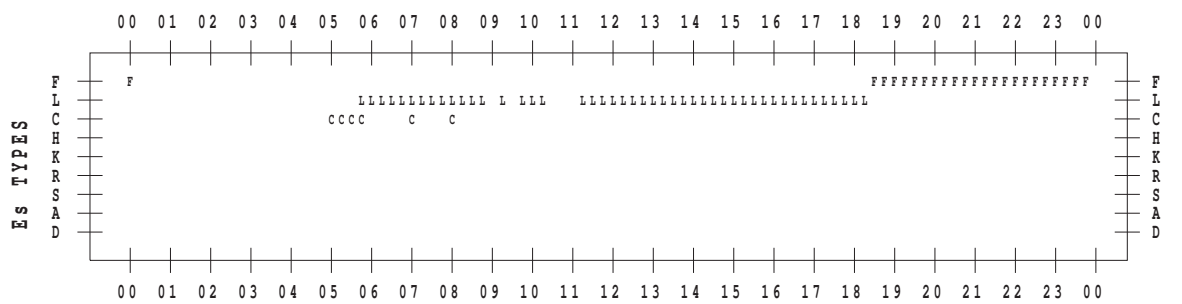 00 01 02 03 04 05 06 07 08 09 10 11 12 13 14 15 16 17 18 19 20 21 22 23 00
F F FFFFFFFFFFFFFFFFFFFFFF F
L LLLLLLLLLLLLL L LLL LLLLLLLLLLLLLLLLLLLLLLLLLLLLL L
C CCCC C C C
H H
K K
R R
S S
A A
D D
Es TYPES
00 01 02 03 04 05 06 07 08 09 10 11 12 13 14 15 16 17 18 19 20 21 22 23 00